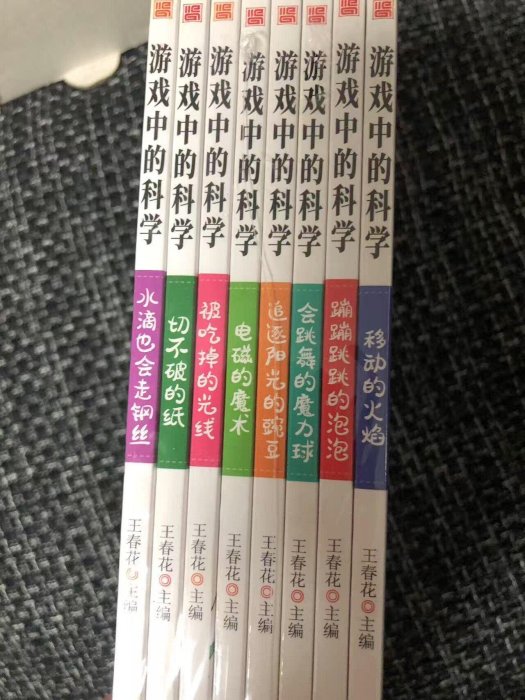 游戏中的科学
水滴也会走钢丝
王春花 主编
游戏中的科学
切不破的纸
王春花 主编
游戏中的科学
被吃掉的光线
王春花 主编
游戏中的科学
电磁的魔术
王春花 主编
游戏中的科学
追逐阳光的豌豆
王春花 主编
游戏中的科学
会跳舞的魔力球
王春花 主编
游戏中的科学
蹦蹦跳跳的泡泡
王春花 主编
游戏中的科学
移动的火焰
王春花 主编